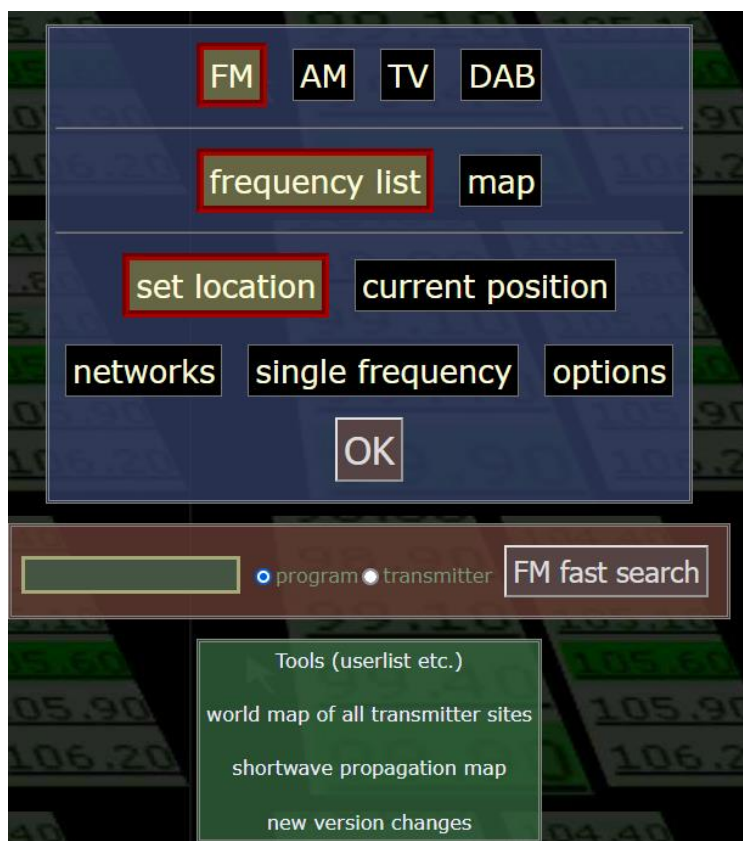 FM AM TV DAB
frequency list map
set location current position
networks single frequency options
OK
program transmitter FM fast search
Tools (userlist etc.)
world map of all transmitter sites
shortwave propagation map
new version changes